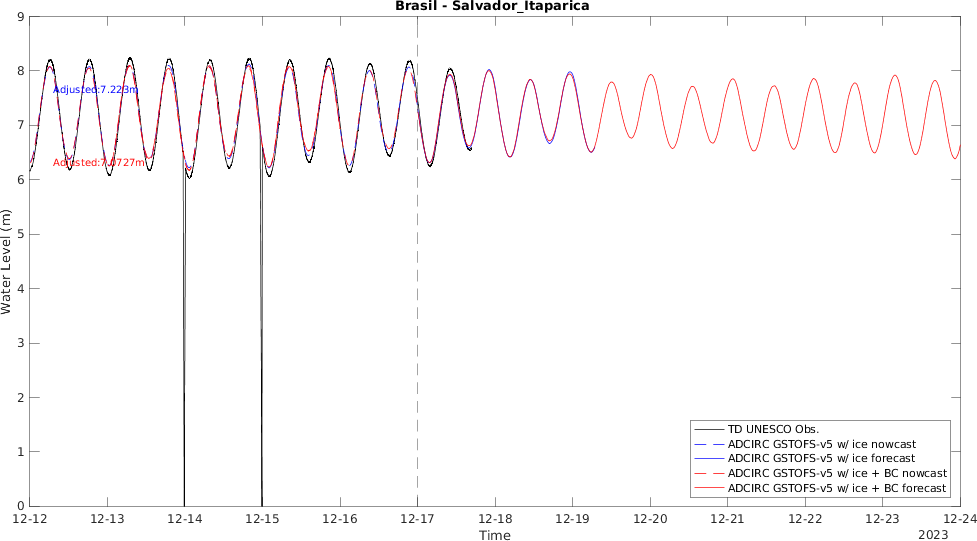 Brasil - Salvador_Itaparica
9
8
7
6
5
4
3
2
1
0
Water Level (m)
Adjusted:7.223m
TD UNESCO Obs.
ADCIRC GSTOFS-v5 w/ ice nowcast
ADCIRC GSTOFS-v5 w/ ice forecast
ADCIRC GSTOFS-v5 w/ ice + BC nowcast
ADCIRC GSTOFS-v5 w/ ice + BC forecast
12-12 12-13 12-14 12-15 12-16 12-17 12-18 12-19 12-20 12-21 12-22 12-23 12-24
Time
2023